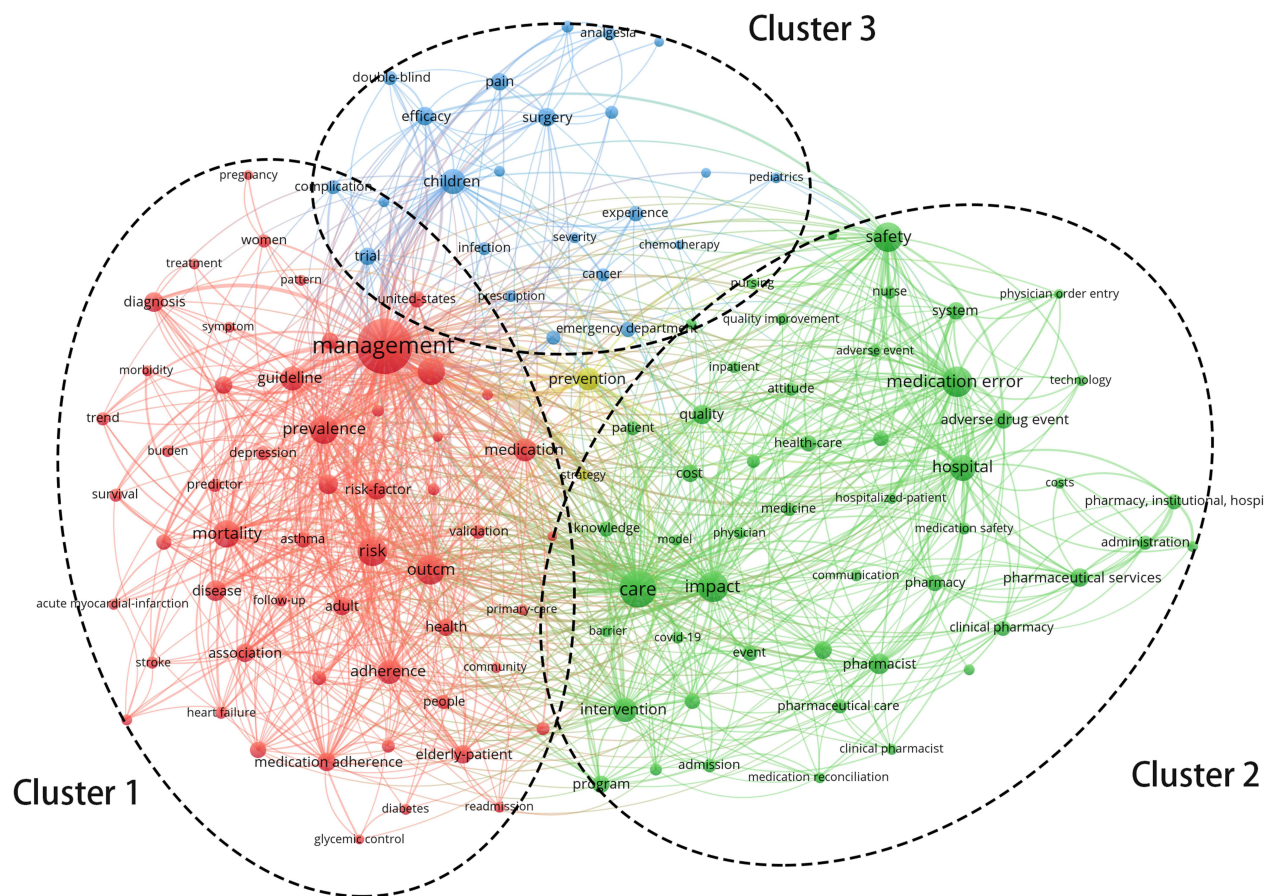 Cluster 3
analgesia
double-blind
pain
efficacy
surgery
pregnancy
complication
children
pediatrics
women
experience
safety
treatment
trial
infection
severity
chemotherapy
pattern
cancer
nursing
nurse
physician order entry
diagnosis
united-states
prescription
system
symptom
emergency department
quality improvement
management
adverse event
morbidity
guideline
prevention
inpatient
attitude
medication error
technology
trend
prevalence
quality
adverse drug event
patient
burden
depression
medication
health-care
hospital
survival
predictor
risk-factor
strategy
cost
costs
hospitalized-patient
pharmacy, institutional, hospi
mortality
asthma
validation
knowledge
model
physician
medicine
medication safety
administration
risk
outcm
disease
follow-up
care
impact
communication
pharmacy
pharmaceutical services
acute myocardial-infarction
adult
primary-care
health
barrier
covid-19
clinical pharmacy
stroke
association
adherence
community
event
pharmacist
people
heart failure
intervention
pharmaceutical care
medication adherence
elderly-patient
admission
clinical pharmacist
program
medication reconciliation
Cluster 1
Cluster 2
diabetes
readmission
glycemic control